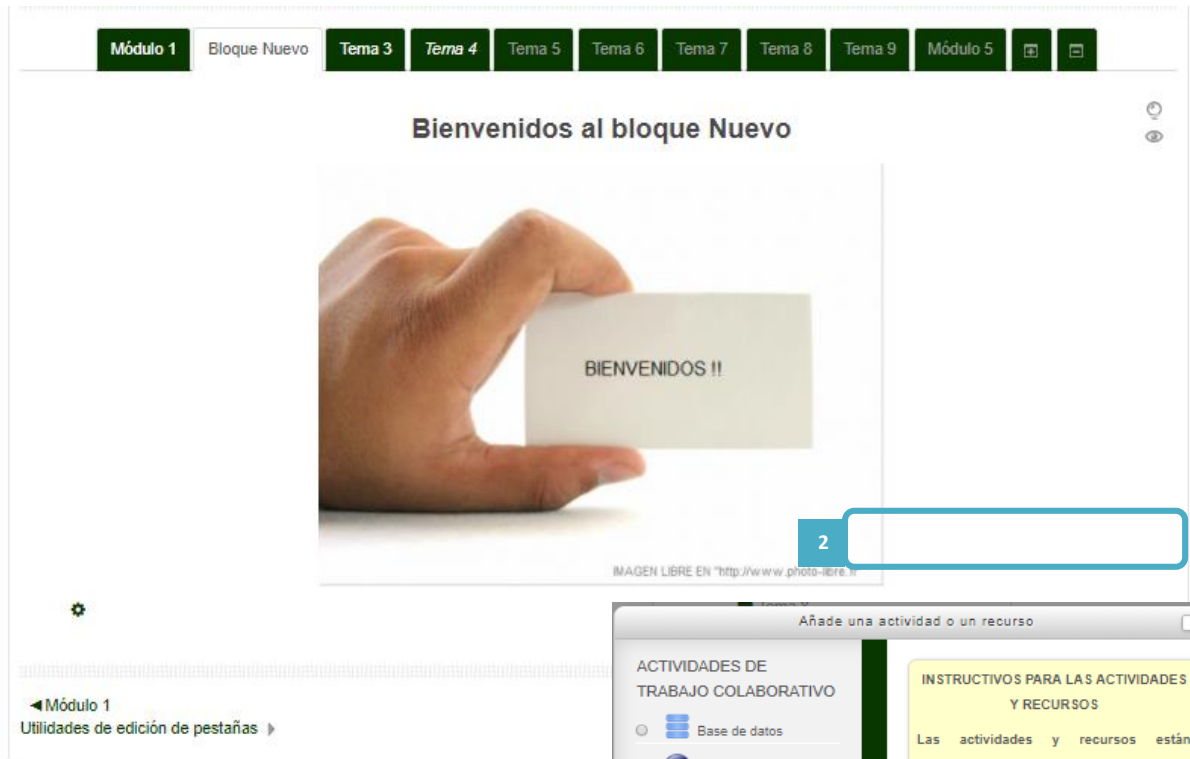 Módulo 1 Bloque Nuevo Tema 3 Tema 4 Tema 5 Tema 6 Tema 7 Tema 8 Tema 9 Módulo 5
Bienvenidos al bloque Nuevo
BIENVENIDOS !!
2
IMAGEN LIBRE EN "http://www.photo-libre.fr
Añade una actividad o un recurso
ACTIVIDADES DE
TRABAJO COLABORATIVO
Base de datos
INSTRUCTIVOS PARA LAS ACTIVIDADES
Y RECURSOS
Las actividades y recursos están
◄Módulo 1
Utilidades de edición de pestañas